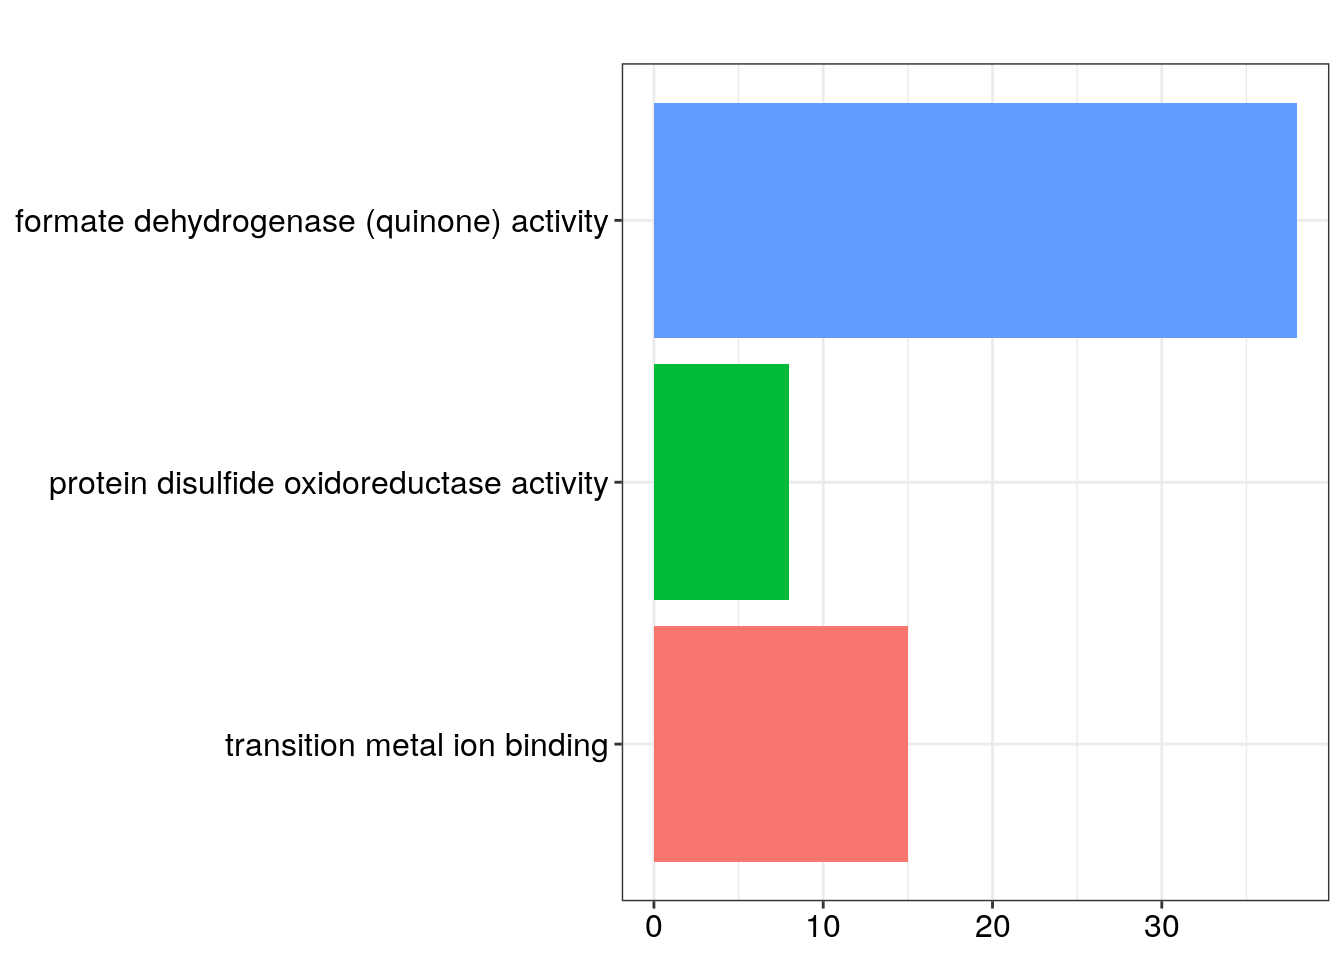 formate dehydrogenase (quinone) activity
protein disulfide oxidoreductase activity
transition metal ion binding
0 10 20 30